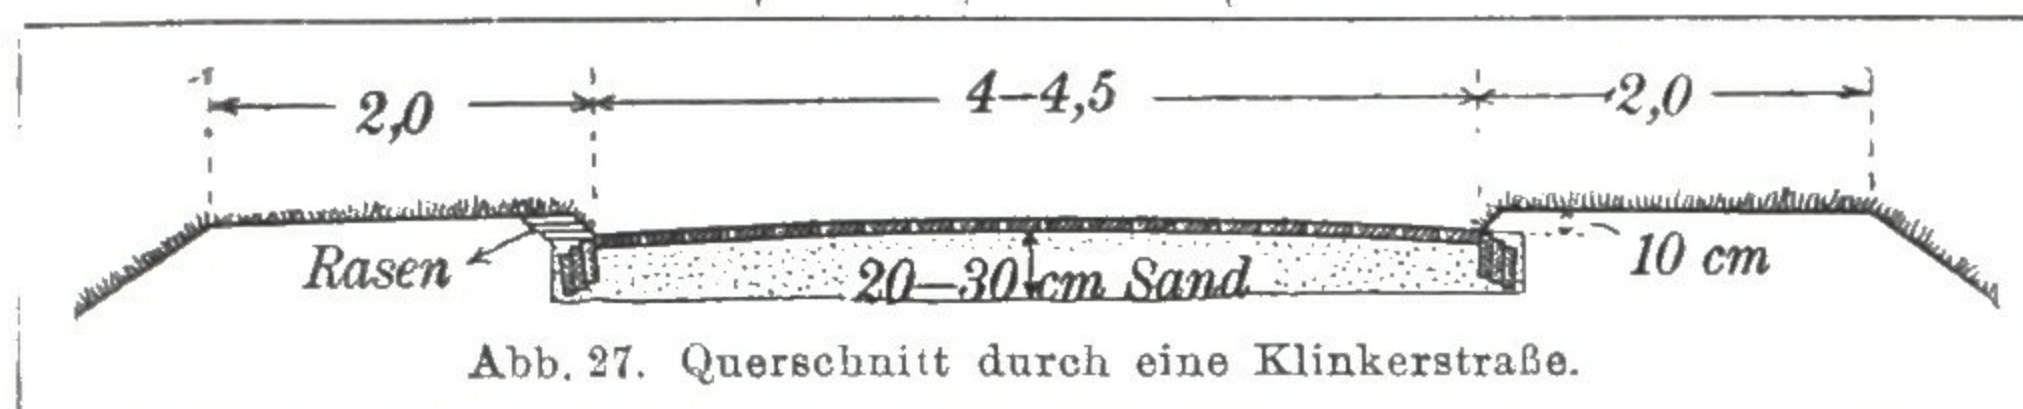 2,0 4–4,5 2,0
Rasen 20–30 cm Sand 10 cm
Abb. 27. Querschnitt durch eine Klinkerstraße.